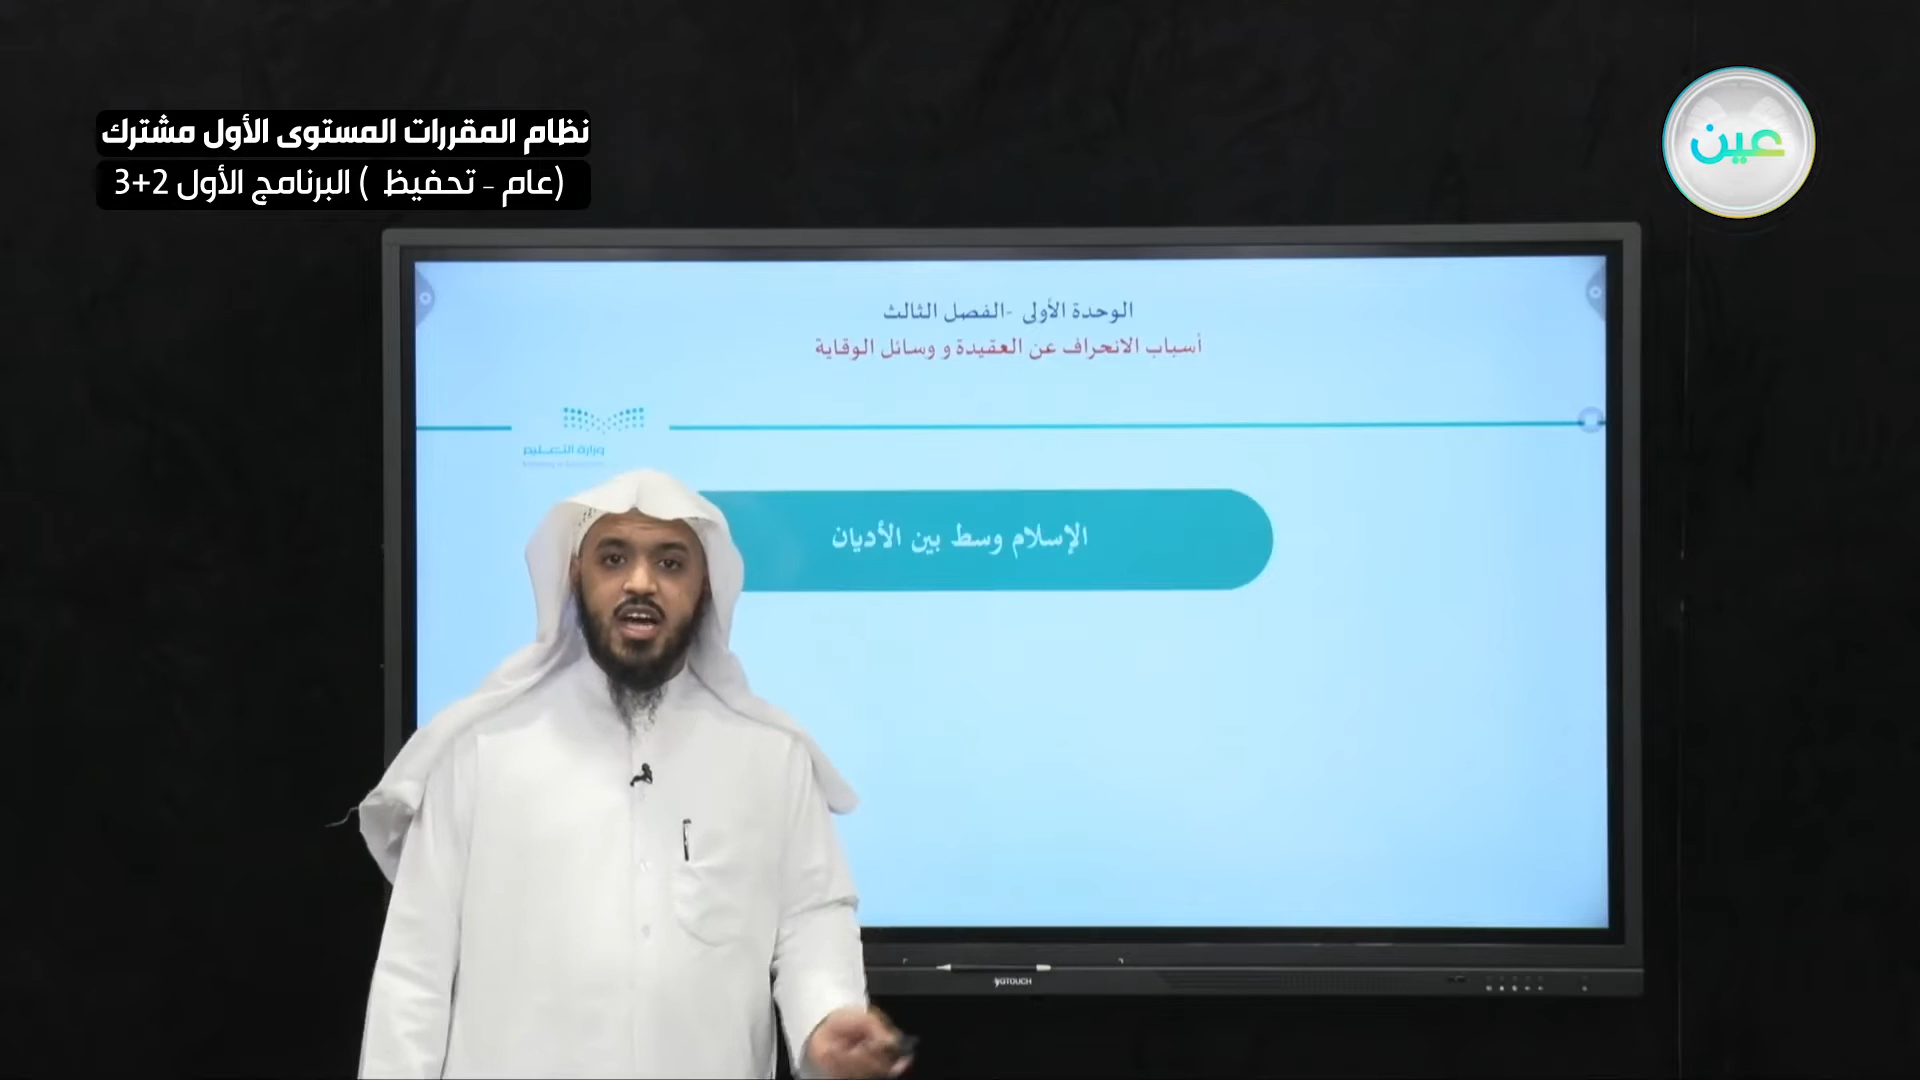 نظام المقررات المستوى الأول مشترك
(عام - تحفيظ ) البرنامج الأول 2+3
عين
الوحدة الأولى -الفصل الثالث
أسباب الانحراف عن العقيدة و وسائل الوقاية
وزارة التعليم
الإسلام وسط بين الأديان